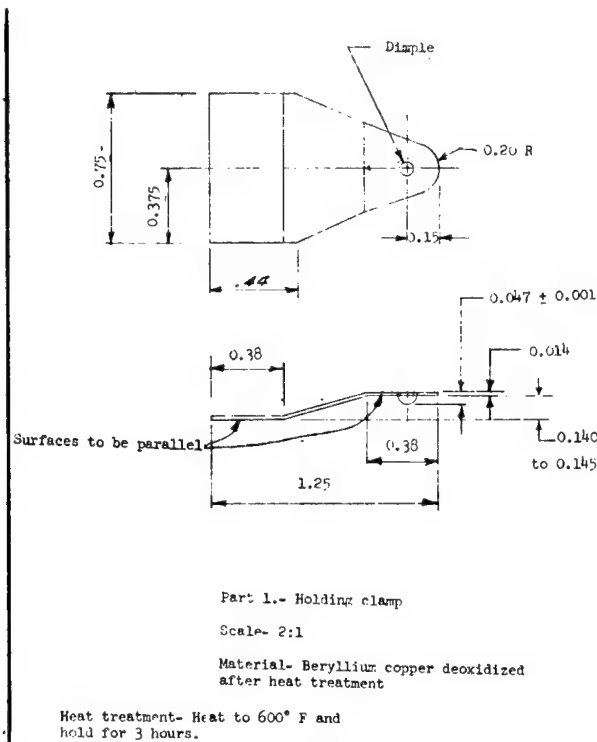 Dimple
0.20 R
0.75-
0.375
0.15
.44
0.047 ± 0.001
0.014
0.38
Surfaces to be parallel
0.38
0.140
to 0.145
1.25
Part 1.- Holding clamp
Scale- 2:1
Material- Beryllium copper deoxidized
after heat treatment
Heat treatment- Heat to 600° F and
hold for 3 hours.